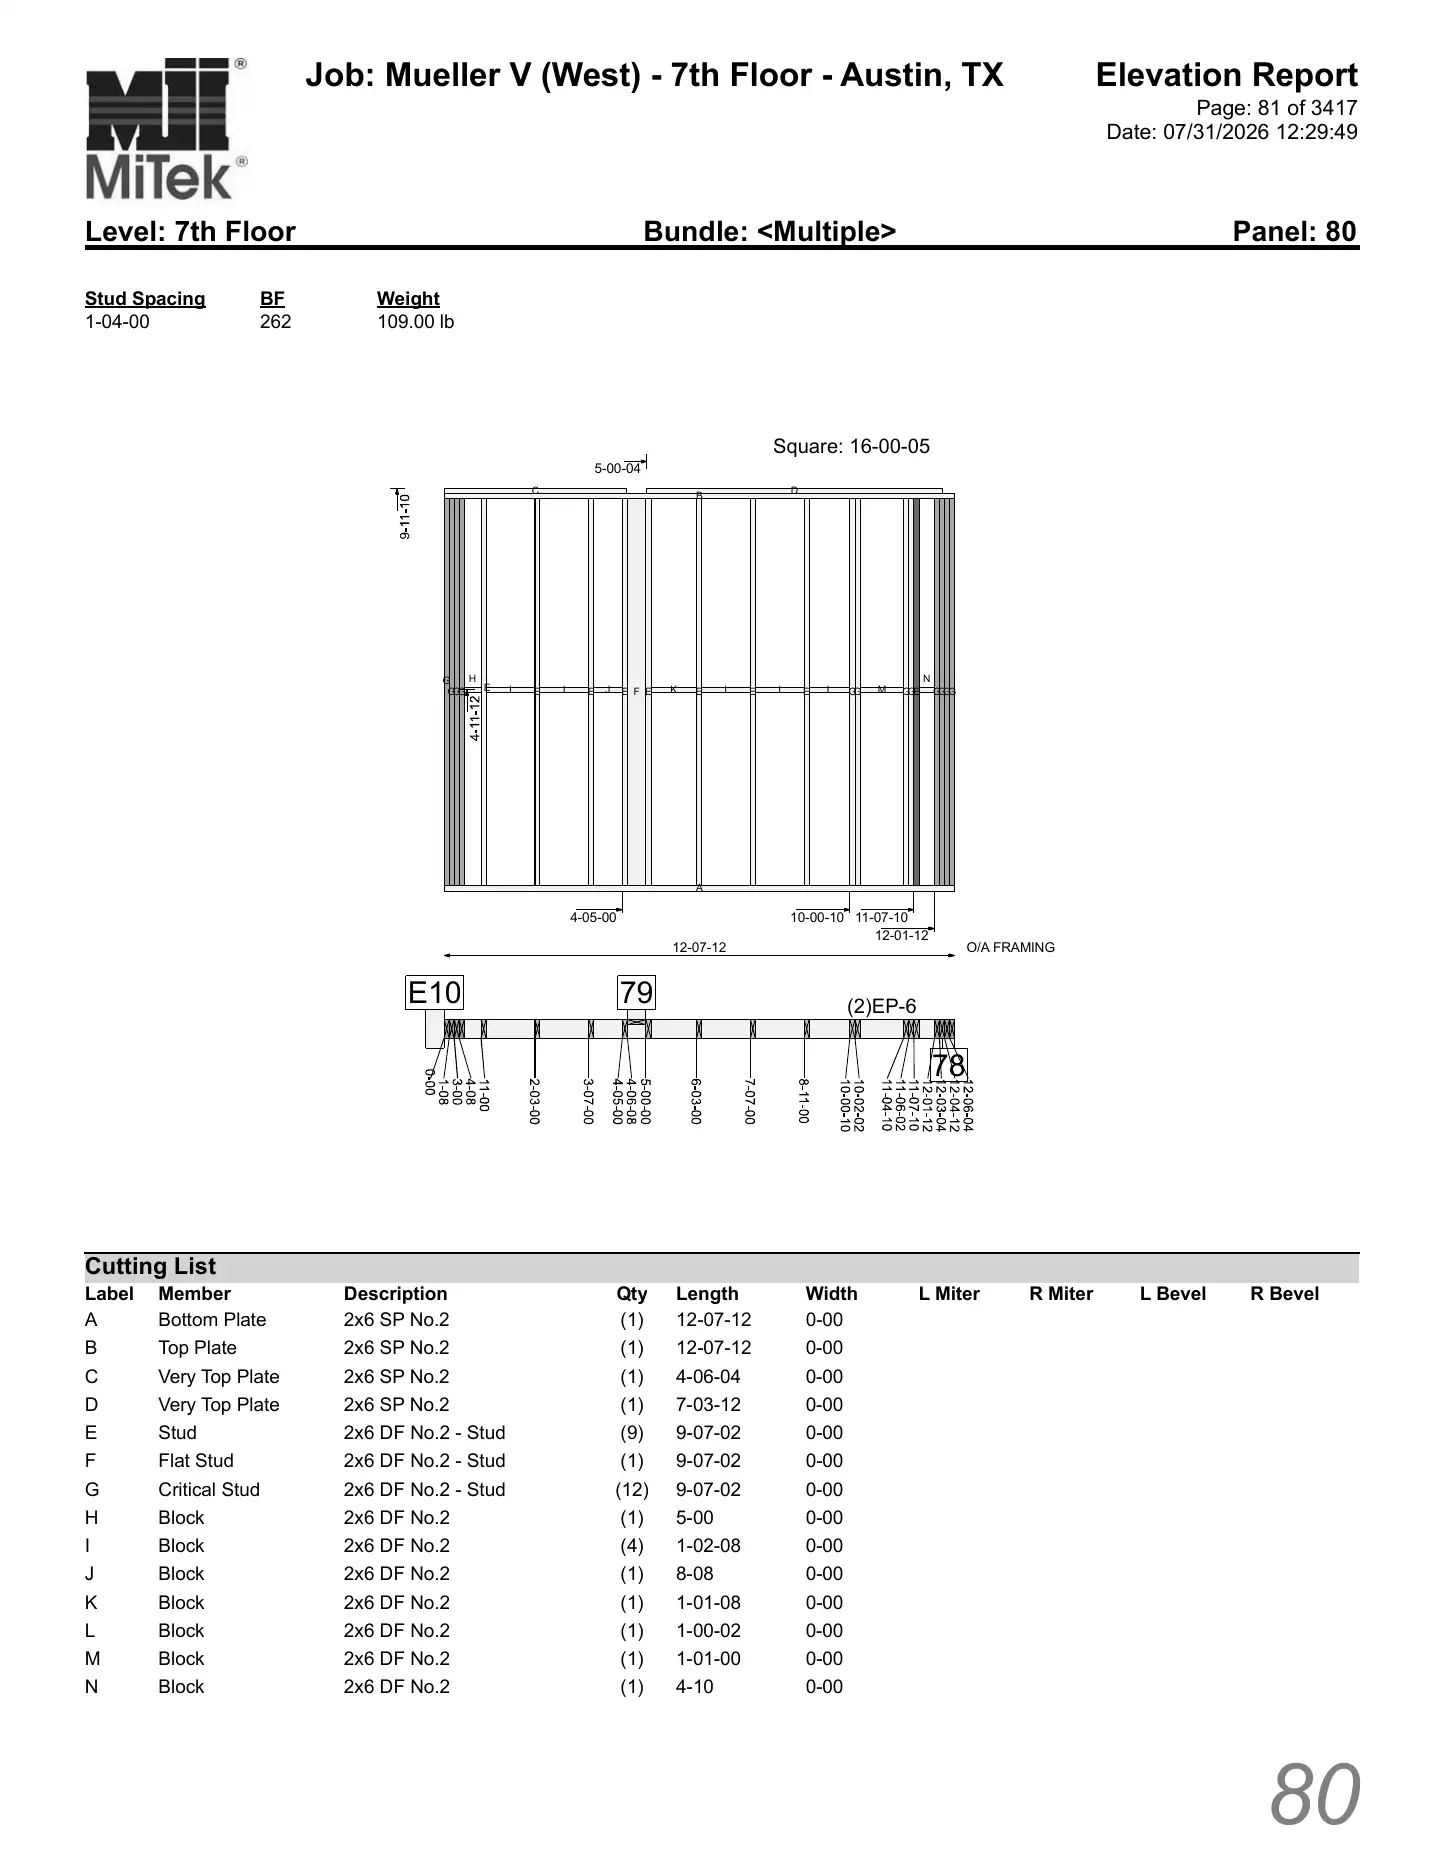 Job: Mueller V (West) - 7th Floor - Austin, TX
Elevation Report
Page: 81 of 3417
Date: 07/31/2026 12:29:49
MiTek®
Level: 7th Floor Bundle: <Multiple> Panel: 80
Stud Spacing BF Weight
1-04-00 262 109.00 lb
Square: 16-00-05
5-00-04
C B D
9-11-10
G H N
G G G E I E I E J E F E K E I E I E L G G M G G E G G G G
4-11-12
A
4-05-00 10-00-10 11-07-10
12-01-12
12-07-12 O/A FRAMING
E10 79 (2)EP-6
78
0-00 1-08 3-00 4-08 11-00 2-03-00 3-07-00 4-05-00 4-06-08 5-00-00 6-03-00 7-07-00 8-11-00 10-00-10 10-02-02 11-04-10 11-06-02 11-07-10 12-01-12 12-03-04 12-04-12 12-06-04
Cutting List
Label Member Description Qty Length Width L Miter R Miter L Bevel R Bevel
A Bottom Plate 2x6 SP No.2 (1) 12-07-12 0-00
B Top Plate 2x6 SP No.2 (1) 12-07-12 0-00
C Very Top Plate 2x6 SP No.2 (1) 4-06-04 0-00
D Very Top Plate 2x6 SP No.2 (1) 7-03-12 0-00
E Stud 2x6 DF No.2 - Stud (9) 9-07-02 0-00
F Flat Stud 2x6 DF No.2 - Stud (1) 9-07-02 0-00
G Critical Stud 2x6 DF No.2 - Stud (12) 9-07-02 0-00
H Block 2x6 DF No.2 (1) 5-00 0-00
I Block 2x6 DF No.2 (4) 1-02-08 0-00
J Block 2x6 DF No.2 (1) 8-08 0-00
K Block 2x6 DF No.2 (1) 1-01-08 0-00
L Block 2x6 DF No.2 (1) 1-00-02 0-00
M Block 2x6 DF No.2 (1) 1-01-00 0-00
N Block 2x6 DF No.2 (1) 4-10 0-00
80